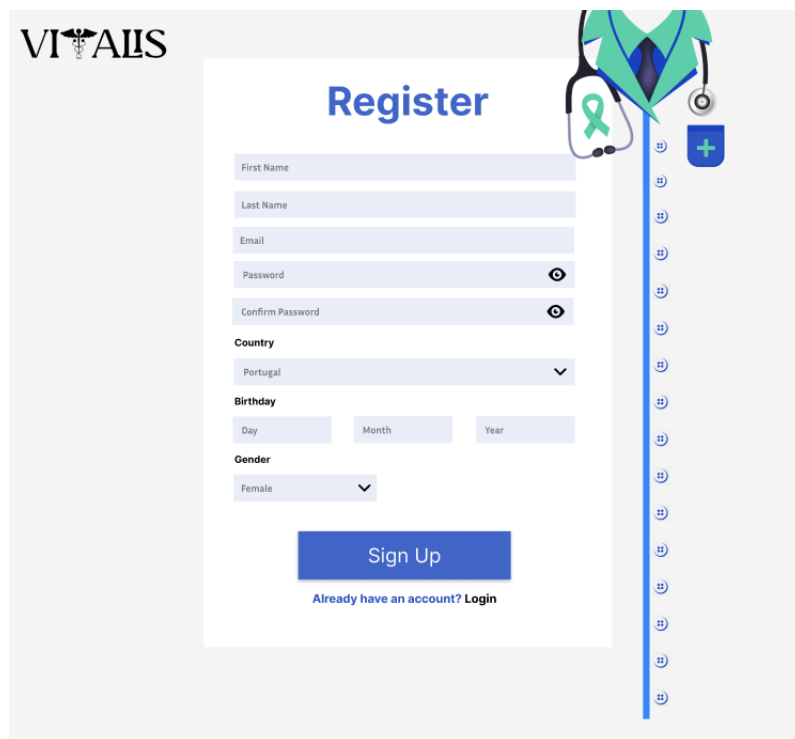 VITALIS
Register
First Name
Last Name
Email
Password
Confirm Password
Country
Portugal
Birthday
Day Month Year
Gender
Female
Sign Up
Already have an account? Login